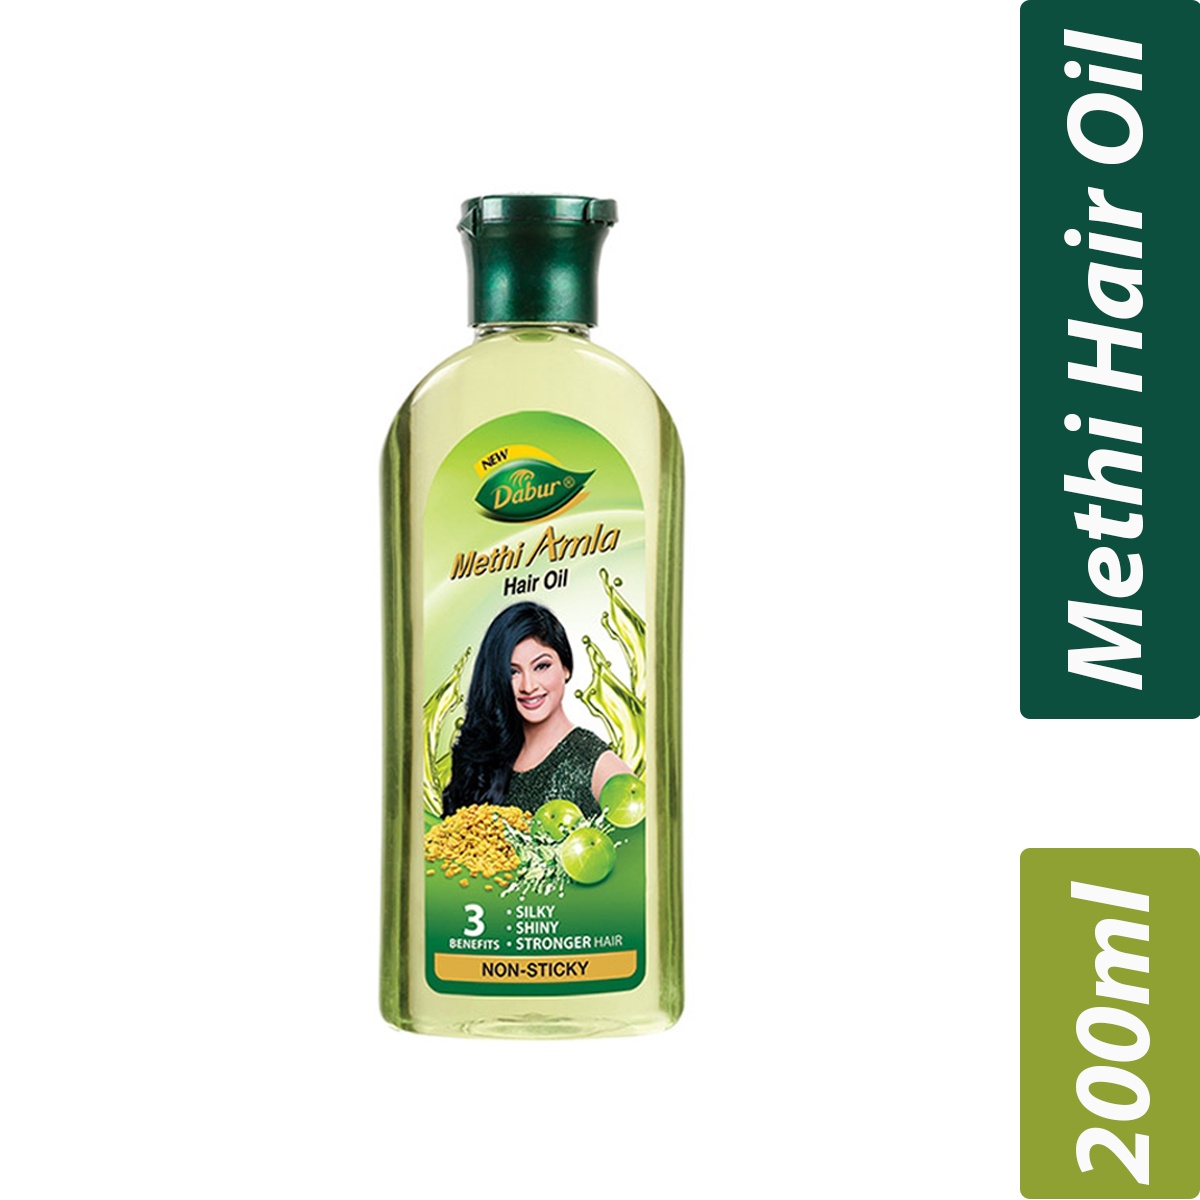 NEW
Dabur®
Methi Amla
Hair Oil
3
BENEFITS
• SILKY
• SHINY
• STRONGER HAIR
NON-STICKY
Methi Hair Oil
200ml